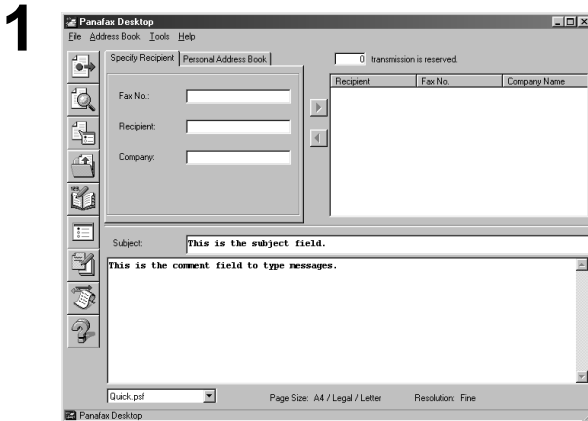 1
Panafax Desktop
File Address Book Tools Help
Specify Recipient Personal Address Book
0 transmission is reserved.
Recipient Fax No. Company Name
Fax No.:
Recipient:
Company:
Subject: This is the subject field.
This is the comment field to type messages.
Quick.psf Page Size: A4 / Legal / Letter Resolution: Fine
Panafax Desktop